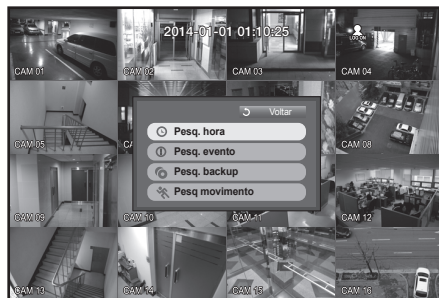 2014-01-01 01:10:25
LOG ON
CAM 01
CAM 02
CAM 03
CAM 04
Voltar
Pesq. hora
Pesq. evento
Pesq. backup
Pesq movimento
CAM 05
CAM 08
CAM 09
CAM 10
CAM 11
CAM 12
CAM 13
CAM 14
CAM 15
CAM 16